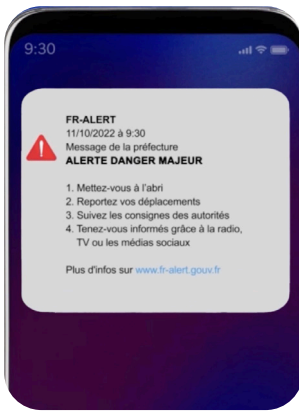 9:30
FR-ALERT
11/10/2022 à 9:30
Message de la préfecture
ALERTE DANGER MAJEUR
1. Mettez-vous à l'abri
2. Reportez vos déplacements
3. Suivez les consignes des autorités
4. Tenez-vous informés grâce à la radio,
TV ou les médias sociaux
Plus d'infos sur www.fr-alert.gouv.fr